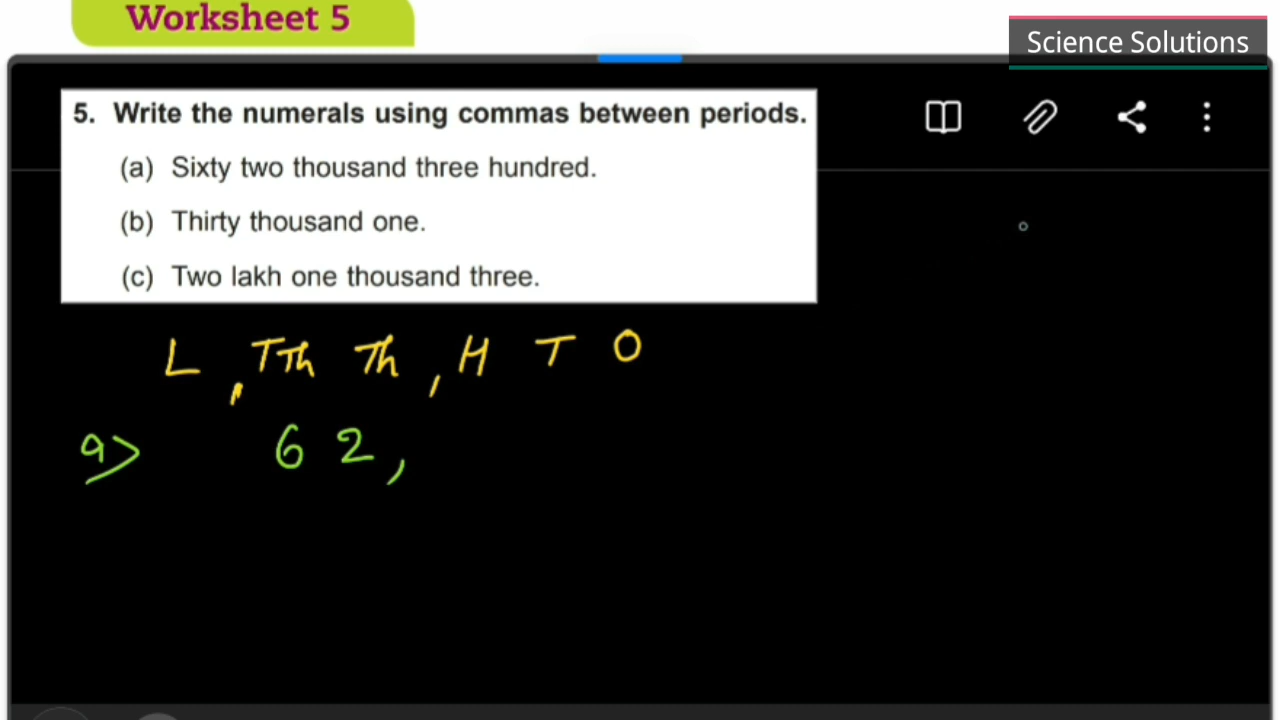 Worksheet 5
Science Solutions
5. Write the numerals using commas between periods.
(a) Sixty two thousand three hundred.
(b) Thirty thousand one.
(c) Two lakh one thousand three.
L , TTh Th , H T O
a> 6 2 ,